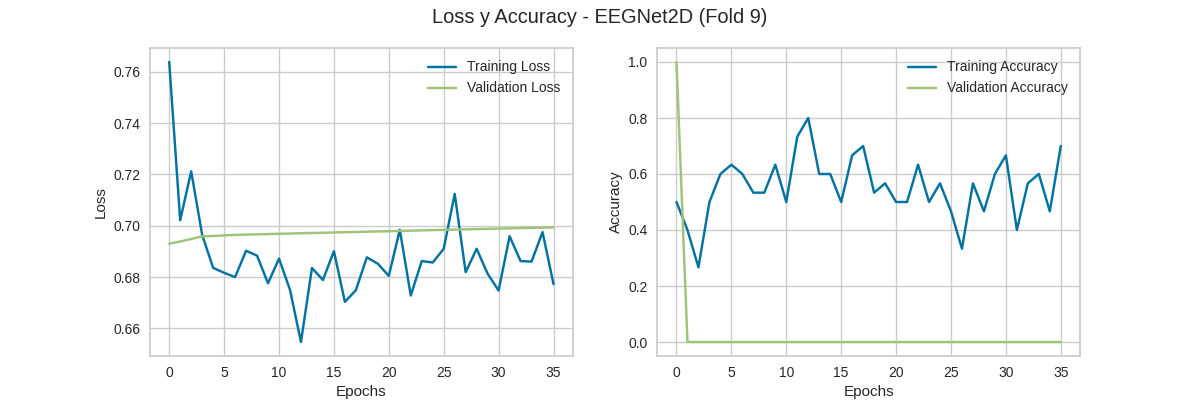 Loss y Accuracy - EEGNet2D (Fold 9)
Training Loss
Validation Loss
0.76
0.74
0.72
0.70
0.68
0.66
Loss
0 5 10 15 20 25 30 35
Epochs
Training Accuracy
Validation Accuracy
1.0
0.8
0.6
0.4
0.2
0.0
Accuracy
0 5 10 15 20 25 30 35
Epochs